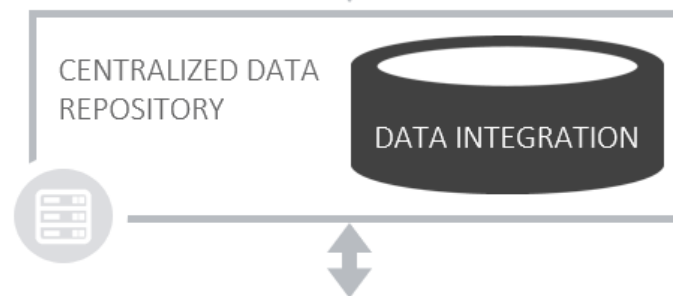 CENTRALIZED DATA
REPOSITORY
DATA INTEGRATION